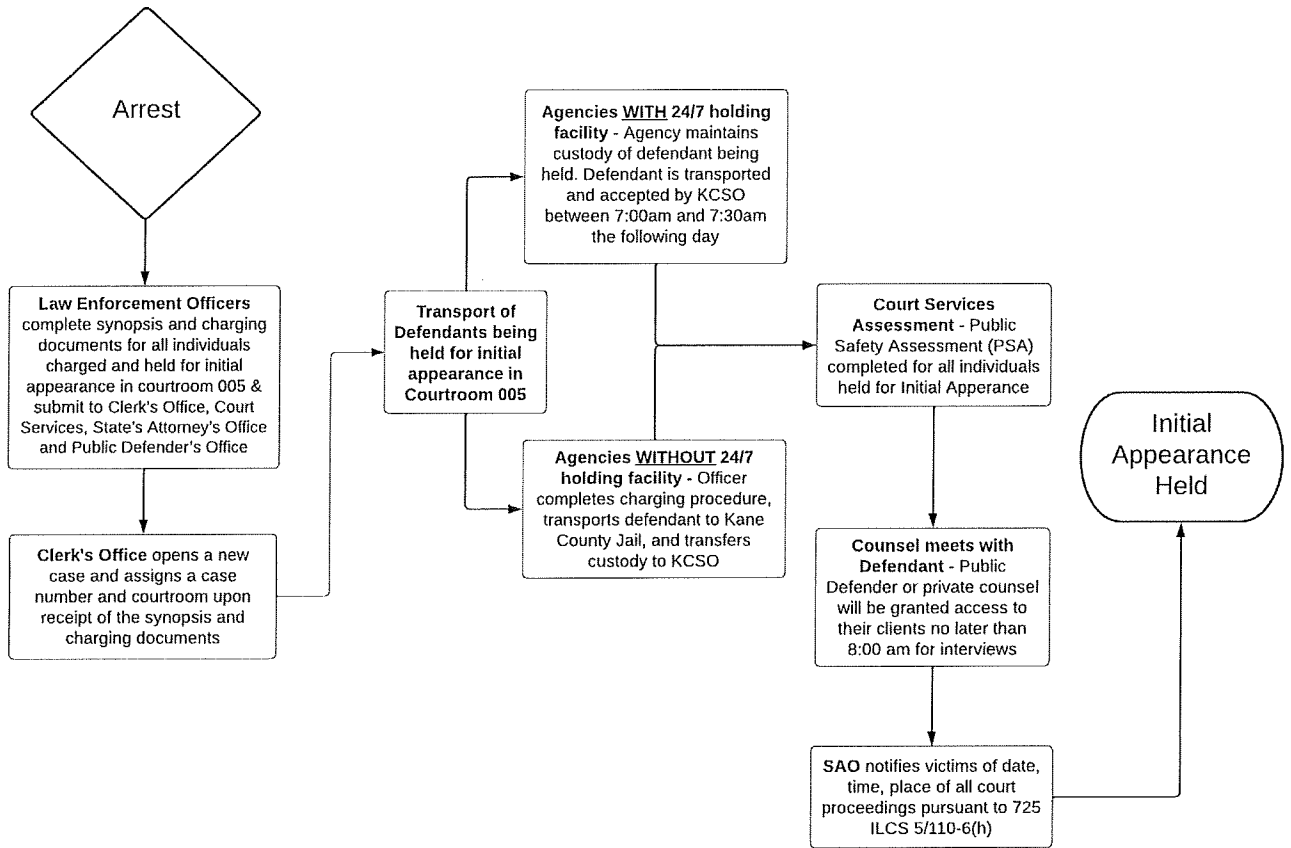 Arrest
Law Enforcement Officers
complete synopsis and charging
documents for all individuals
charged and held for initial
appearance in courtroom 005 &
submit to Clerk's Office, Court
Services, State's Attorney's Office
and Public Defender's Office
Clerk's Office opens a new
case and assigns a case
number and courtroom upon
receipt of the synopsis and
charging documents
Transport of
Defendants being
held for initial
appearance in
Courtroom 005
Agencies WITH 24/7 holding
facility - Agency maintains
custody of defendant being
held. Defendant is transported
and accepted by KCSO
between 7:00am and 7:30am
the following day
Agencies WITHOUT 24/7
holding facility - Officer
completes charging procedure,
transports defendant to Kane
County Jail, and transfers
custody to KCSO
Court Services
Assessment - Public
Safety Assessment (PSA)
completed for all individuals
held for Initial Apperance
Counsel meets with
Defendant - Public
Defender or private counsel
will be granted access to
their clients no later than
8:00 am for interviews
SAO notifies victims of date,
time, place of all court
proceedings pursuant to 725
ILCS 5/110-6(h)
Initial
Appearance
Held